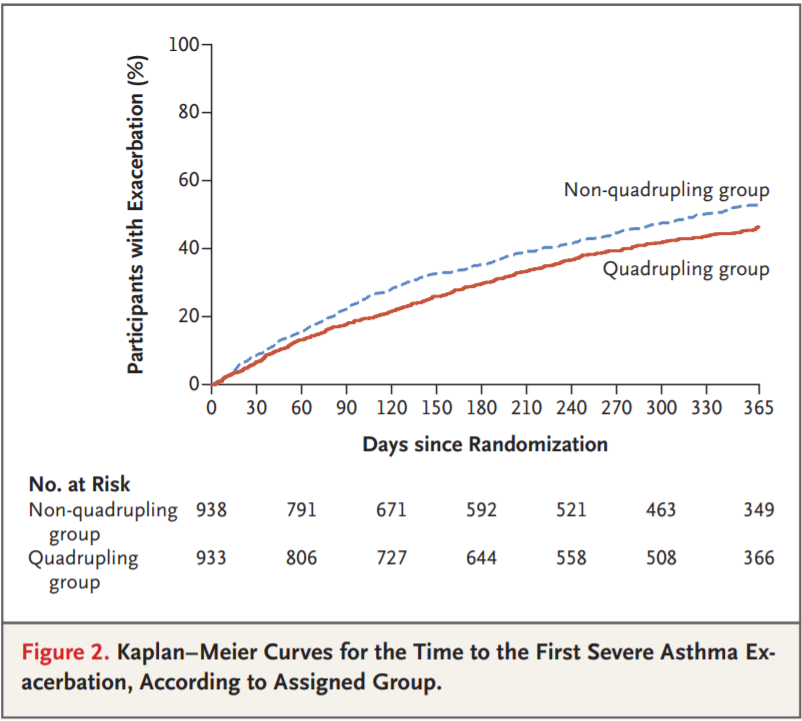 Participants with Exacerbation (%)
100
80
60
40
20
0
Non-quadrupling group
Quadrupling group
0 30 60 90 120 150 180 210 240 270 300 330 365
Days since Randomization
No. at Risk
Non-quadrupling 938 791 671 592 521 463 349
group
Quadrupling 933 806 727 644 558 508 366
group
Figure 2. Kaplan–Meier Curves for the Time to the First Severe Asthma Ex-
acerbation, According to Assigned Group.